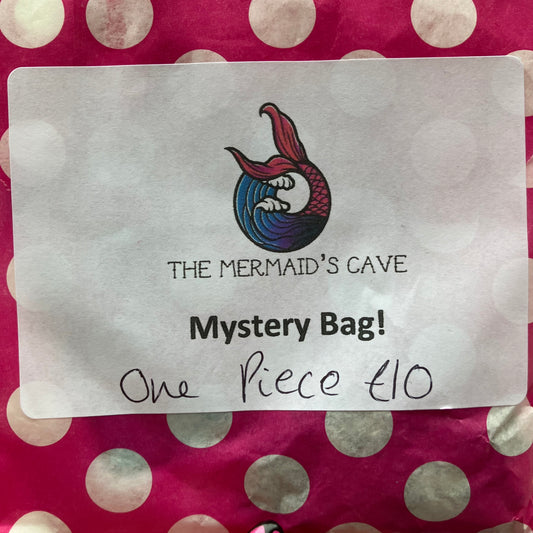 THE MERMAID'S CAVE
Mystery Bag!
One Piece £10